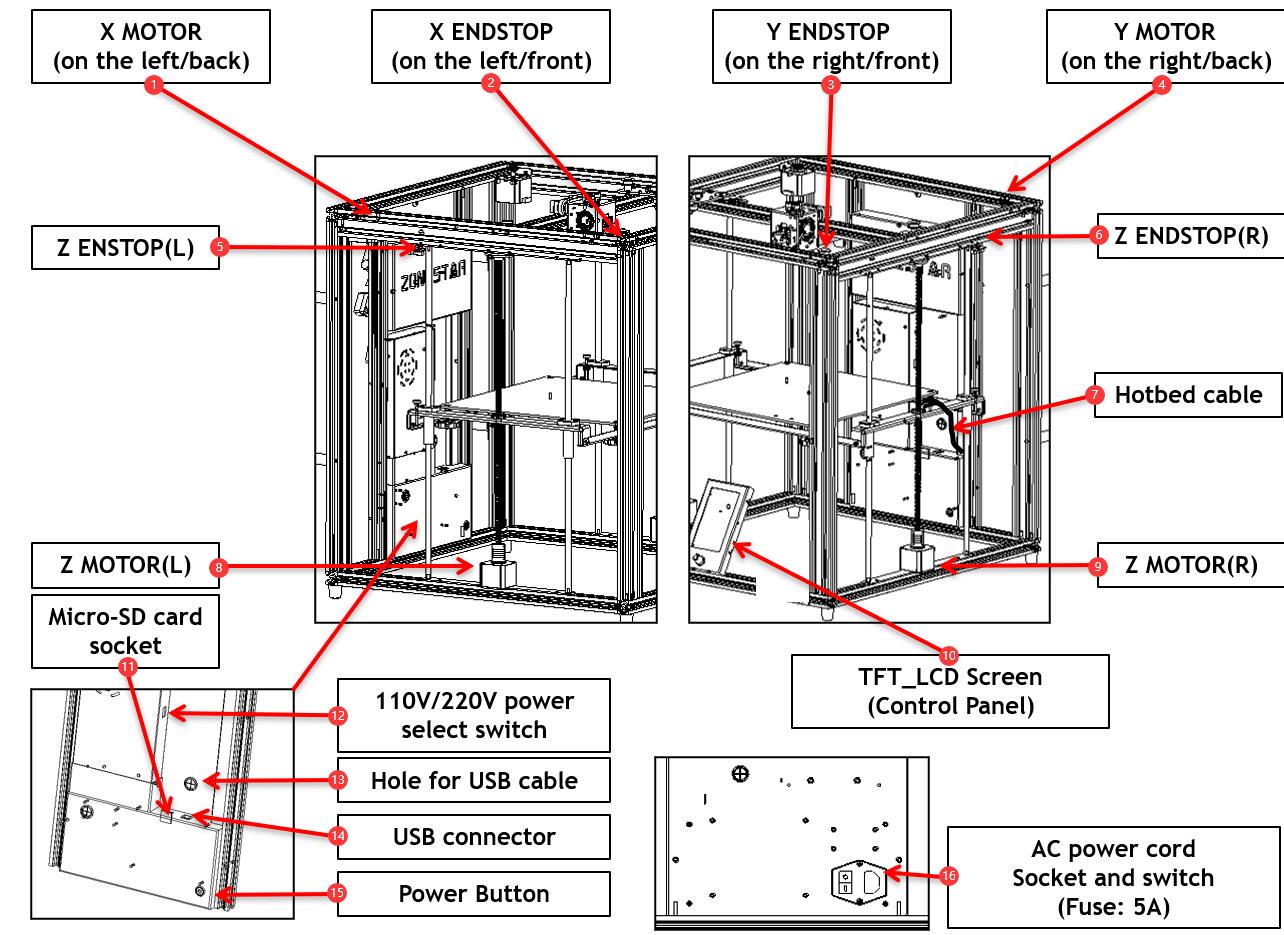 X MOTOR
(on the left/back)
1
X ENDSTOP
(on the left/front)
2
Y ENDSTOP
(on the right/front)
3
Y MOTOR
(on the right/back)
4
Z ENSTOP(L)
5
6
Z ENDSTOP(R)
7
Hotbed cable
Z MOTOR(L)
8
9
Z MOTOR(R)
Micro-SD card
socket
11
10
TFT_LCD Screen
(Control Panel)
12
110V/220V power
select switch
13
Hole for USB cable
14
USB connector
15
Power Button
16
AC power cord
Socket and switch
(Fuse: 5A)